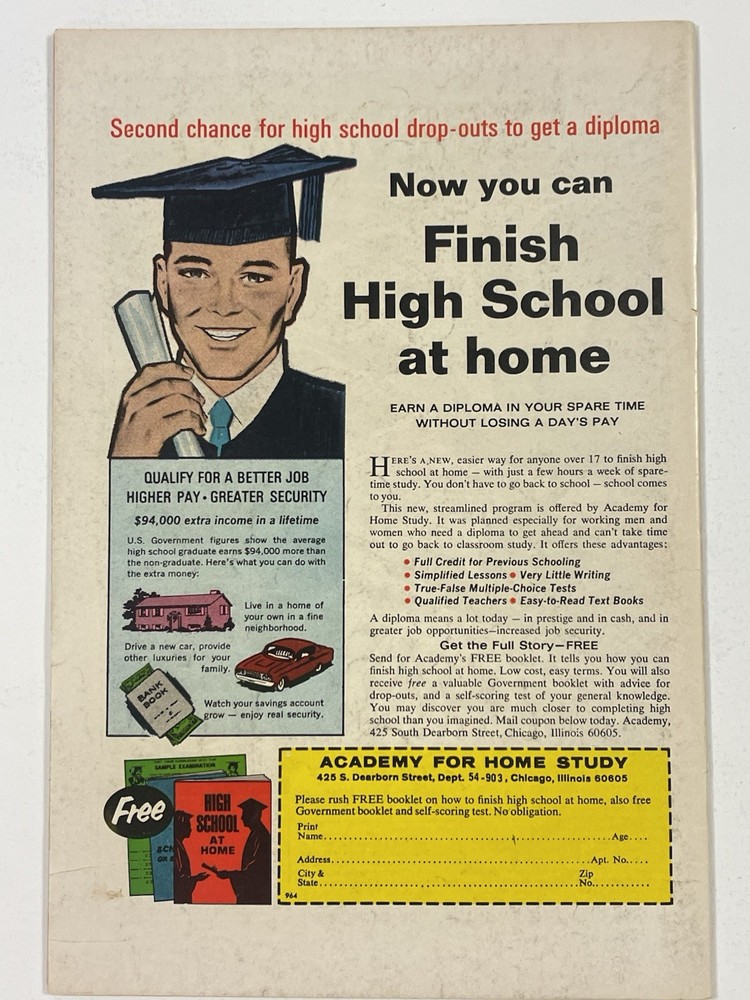 Second chance for high school drop-outs to get a diploma
Now you can
Finish
High School
at home
EARN A DIPLOMA IN YOUR SPARE TIME
WITHOUT LOSING A DAY'S PAY
HERE'S A NEW, easier way for anyone over 17 to finish high
school at home — with just a few hours a week of spare-
time study. You don't have to go back to school — school comes
to you.
This new, streamlined program is offered by Academy for
Home Study. It was planned especially for working men and
women who need a diploma to get ahead and can't take time
out to go back to classroom study. It offers these advantages:
• Full Credit for Previous Schooling
• Simplified Lessons • Very Little Writing
• True-False Multiple-Choice Tests
• Qualified Teachers • Easy-to-Read Text Books
A diploma means a lot today — in prestige and in cash, and in
greater job opportunities—increased job security.
Get the Full Story—FREE
Send for Academy's FREE booklet. It tells you how you can
finish high school at home. Low cost, easy terms. You will also
receive free a valuable Government booklet with advice for
drop-outs, and a self-scoring test of your general knowledge.
You may discover you are much closer to completing high
school than you imagined. Mail coupon below today. Academy,
425 South Dearborn Street, Chicago, Illinois 60605.
QUALIFY FOR A BETTER JOB
HIGHER PAY • GREATER SECURITY
$94,000 extra income in a lifetime
U.S. Government figures show the average
high school graduate earns $94,000 more than
the non-graduate. Here's what you can do with
the extra money:
Live in a home of
your own in a fine
neighborhood.
Drive a new car, provide
other luxuries for your
family.
BANK
BOOK
Watch your savings account
grow — enjoy real security.
SAMPLE EXAMINATION
Free
HIGH
SCHOOL
AT
HOME
ACADEMY FOR HOME STUDY
425 S. Dearborn Street, Dept. 54-903, Chicago, Illinois 60605
Please rush FREE booklet on how to finish high school at home, also free
Government booklet and self-scoring test. No obligation.
Print
Name Age
Address Apt. No.
City & Zip
State No.
964